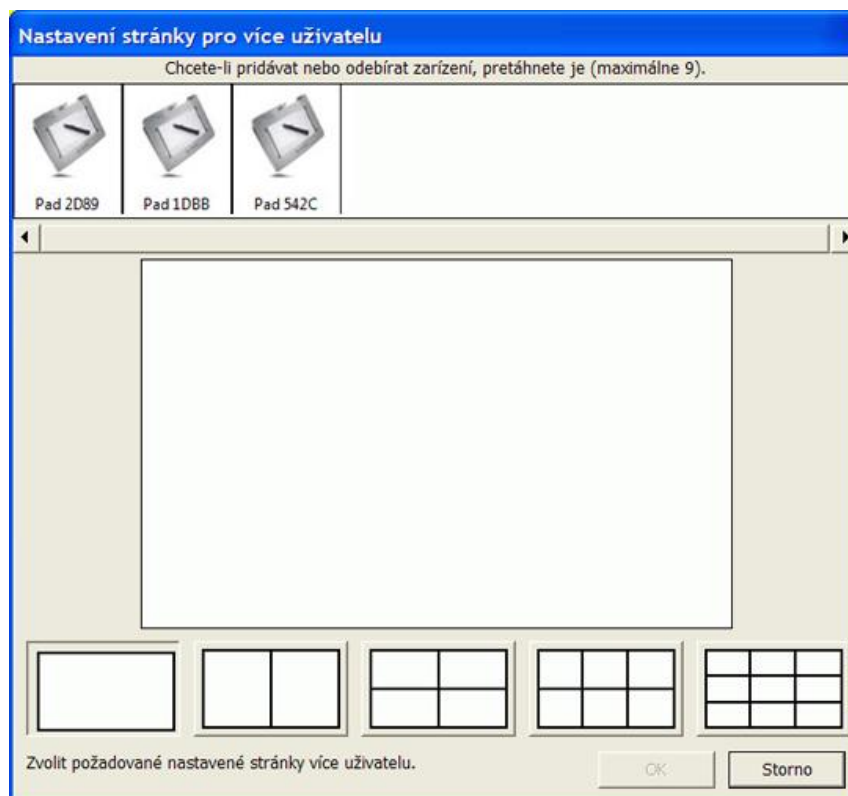 Nastavení stránky pro více uživatelu
Chcete-li pridávat nebo odebírat zarízení, pretáhnete je (maximálne 9).
Pad 2D89 Pad 1DBB Pad 542C
Zvolit požadované nastavené stránky více uživatelu.
OK Storno